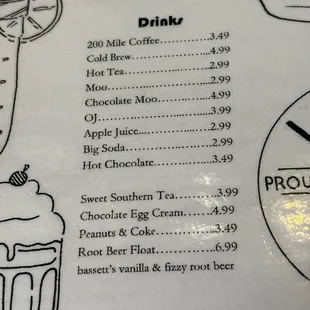 Drinks
200 Mile Coffee...............3.49
Cold Brew.....................4.99
Hot Tea.......................2.99
Moo...........................2.99
Chocolate Moo.................4.99
OJ............................3.99
Apple Juice...................2.99
Big Soda......................2.99
Hot Chocolate.................3.49
Sweet Southern Tea............3.99
Chocolate Egg Cream...........4.99
Peanuts & Coke................3.49
Root Beer Float...............6.99
bassett's vanilla & fizzy root beer
PROU